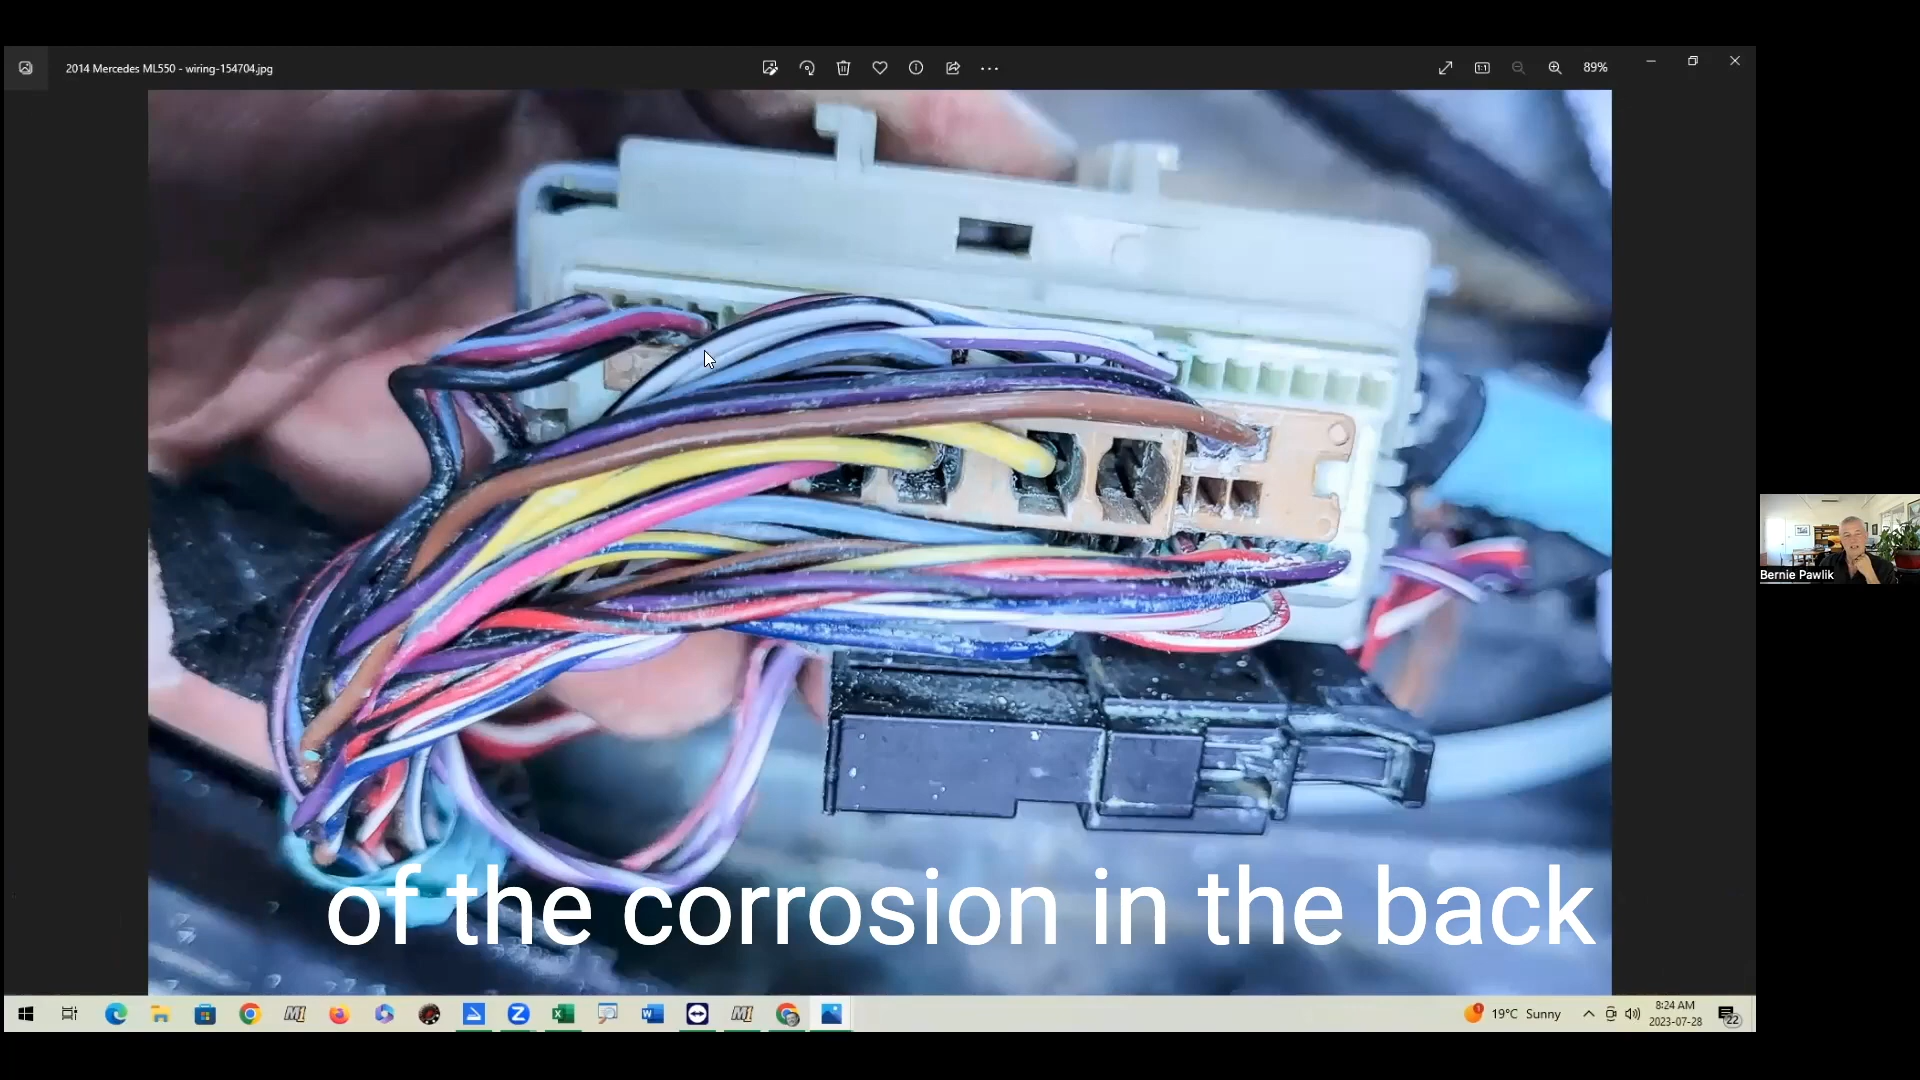 2014 Mercedes ML550 - wiring-154704.jpg
89%
Bernie Pawlik
of the corrosion in the back
19°C Sunny
8:24 AM
2023-07-28
22